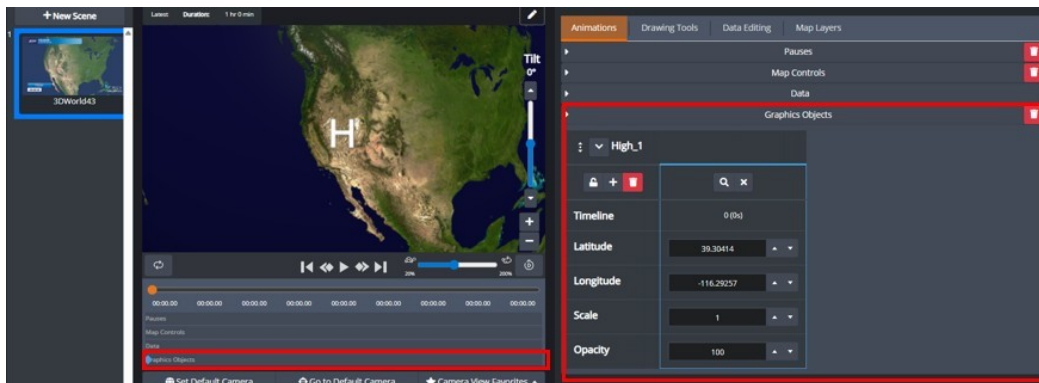 + New Scene
1
3DWorld43
Latest Duration: 1 hr 0 min
Tilt
0°
H
+
−
20% 200%
00:00.00 00:00.00 00:00.00 00:00.00 00:00.00 00:00.00 00:00.00 00:00.00 00:00.00
Pauses
Map Controls
Data
Graphics Objects
Set Default Camera Go to Default Camera Camera View Favorites
Animations Drawing Tools Data Editing Map Layers
Pauses
Map Controls
Data
Graphics Objects
High_1
Timeline 0 (0s)
Latitude 39.30414
Longitude -116.29257
Scale 1
Opacity 100